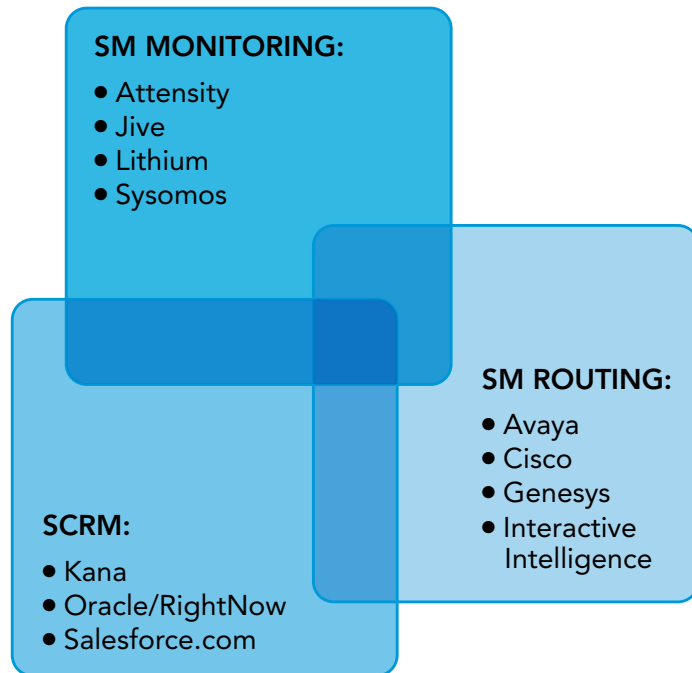 SM MONITORING:
• Attensity
• Jive
• Lithium
• Sysomos
SM ROUTING:
• Avaya
• Cisco
• Genesys
• Interactive
Intelligence
SCRM:
• Kana
• Oracle/RightNow
• Salesforce.com